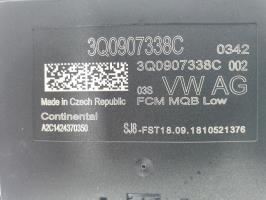 3Q0907338C 0342
3Q0907338C 002
03S VW AG
Made in Czech Republic FCM MQB Low
Continental
A2C1424370350 SJ8-FST18.09.1810521376